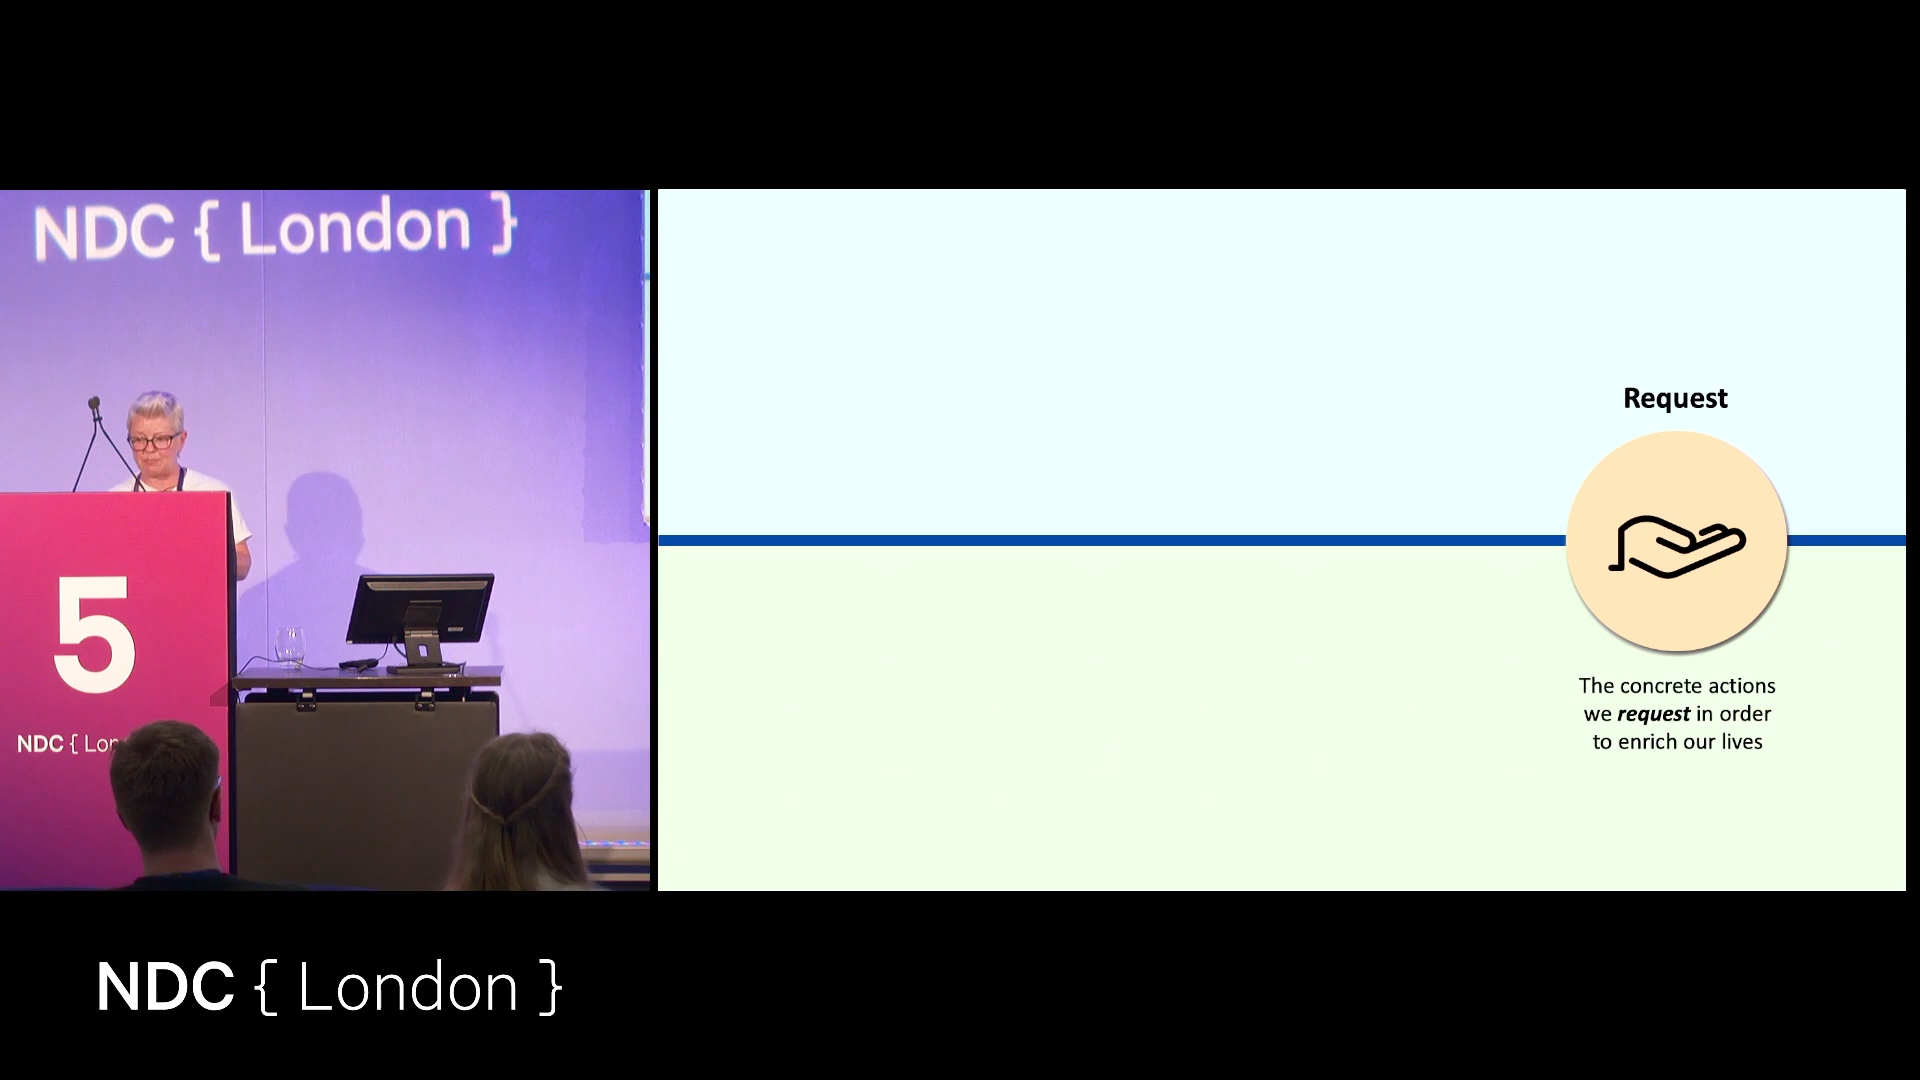 NDC { London }
5
NDC { Lon
Request
The concrete actions
we request in order
to enrich our lives
NDC { London }